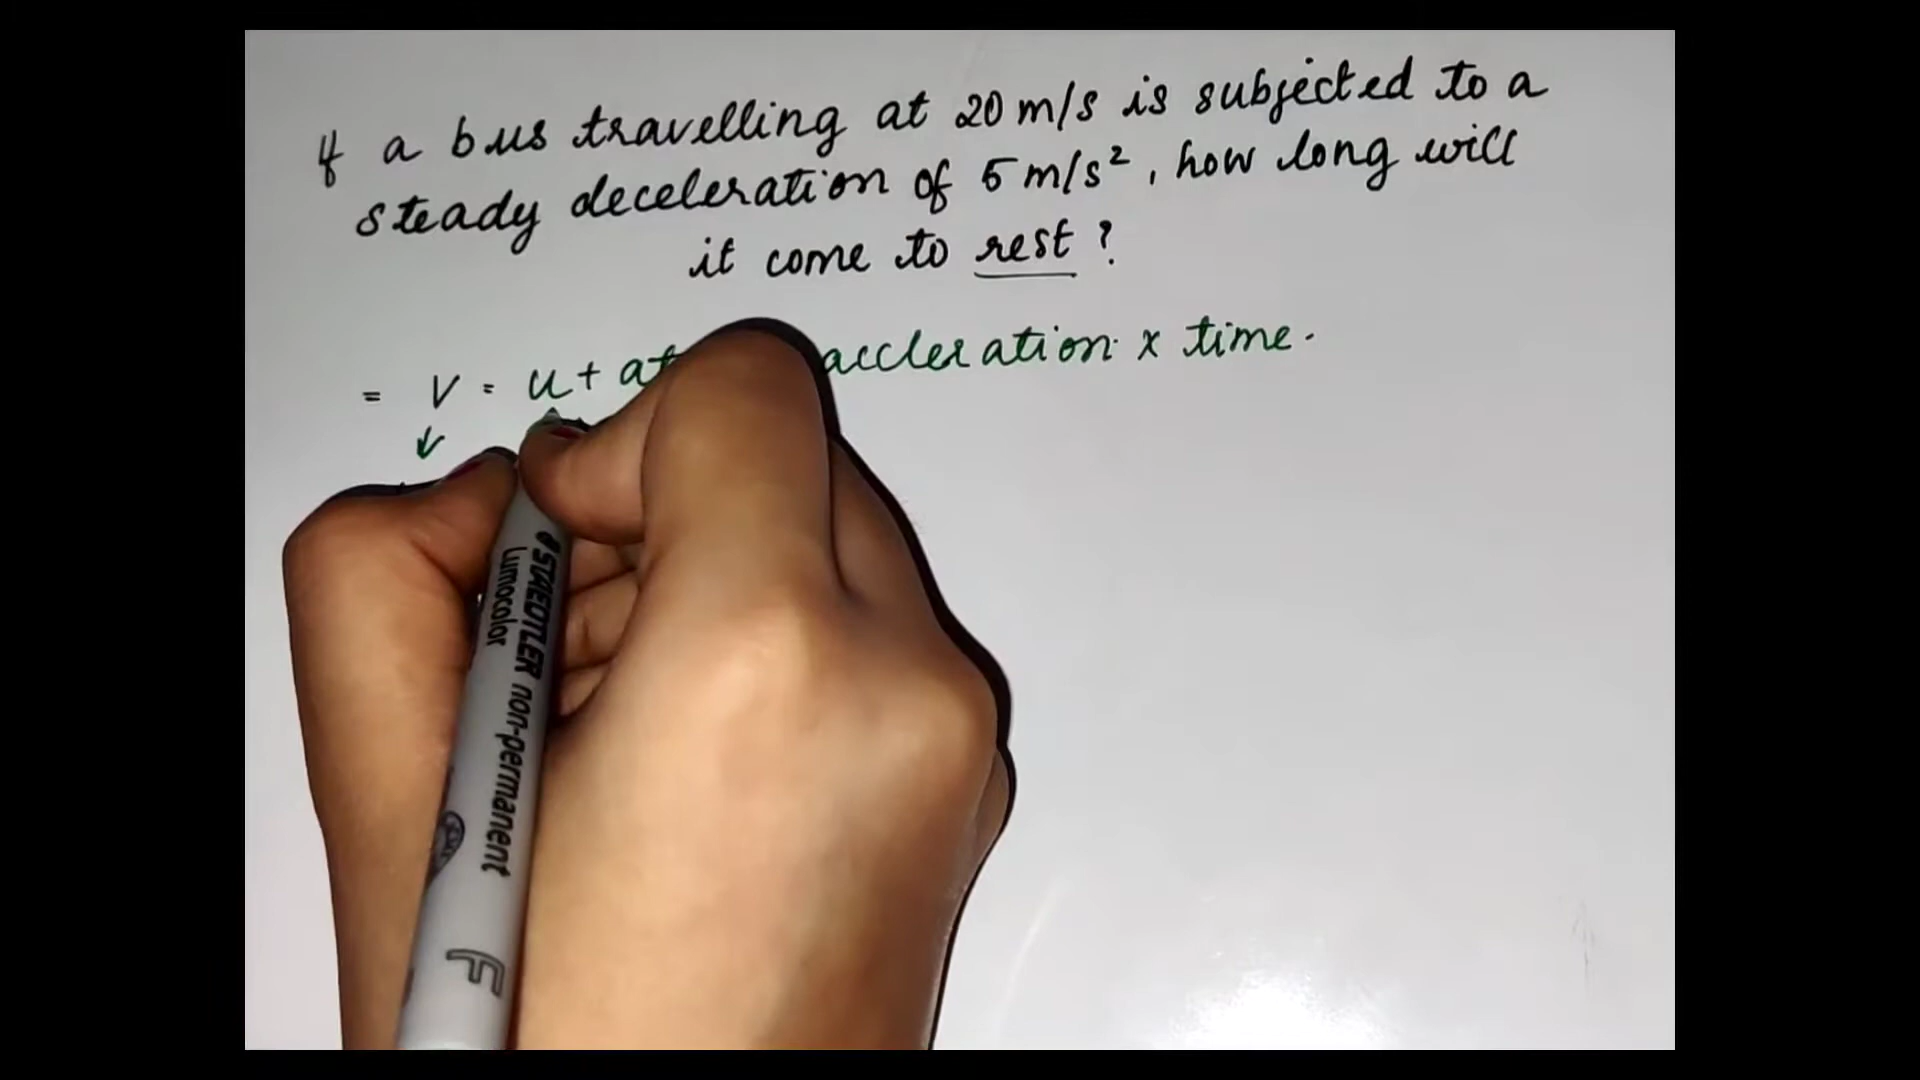 If a bus travelling at 20 m/s is subjected to a
steady deceleration of 5 m/s², how long will
it come to rest?
= V = u + at accleration × time.
STAEDTLER non-permanent
Lumocolor
F